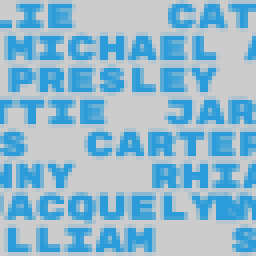 LIE CAT
MICHAEL
PRESLEY
TTIE JAR
S CARTER
NNY RHIA
JACQUELYN
LLIAM S